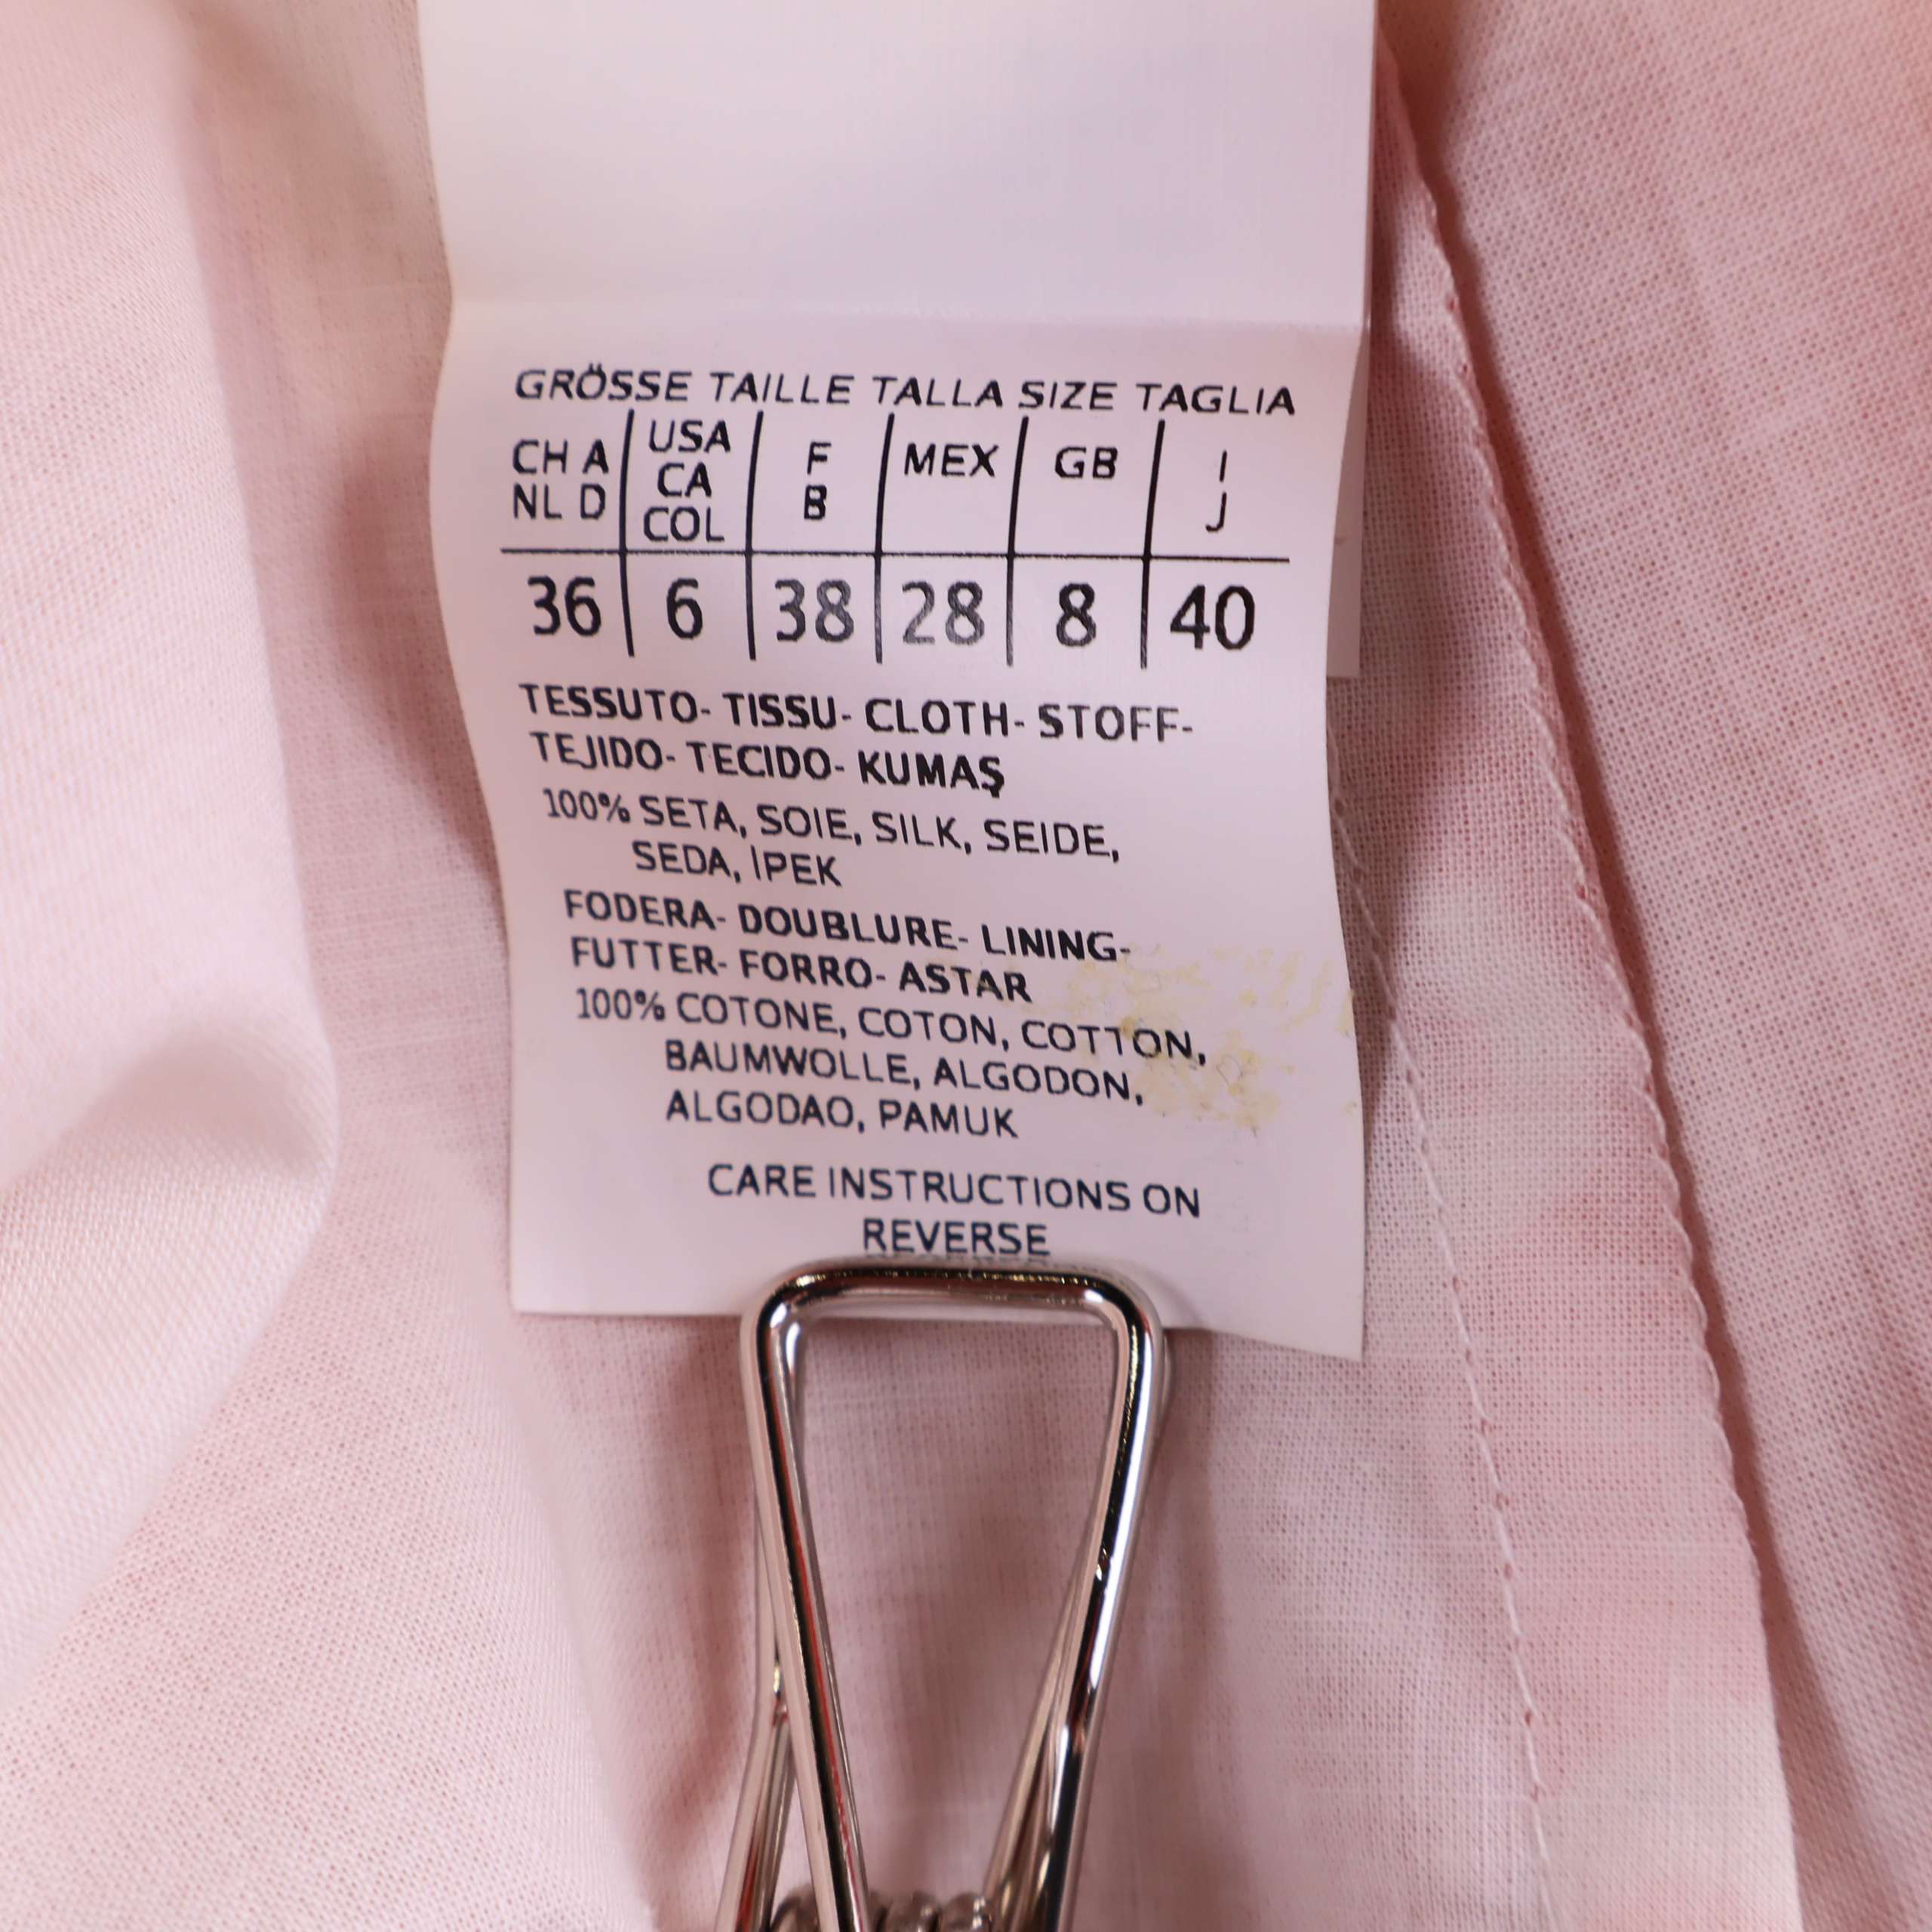 GRÖSSE TAILLE TALLA SIZE TAGLIA
CH A NL D | USA CA COL | F B | MEX | GB | I J
36 | 6 | 38 | 28 | 8 | 40
TESSUTO- TISSU- CLOTH- STOFF-
TEJIDO- TECIDO- KUMAŞ
100% SETA, SOIE, SILK, SEIDE,
SEDA, İPEK
FODERA- DOUBLURE- LINING-
FUTTER- FORRO- ASTAR
100% COTONE, COTON, COTTON,
BAUMWOLLE, ALGODON,
ALGODAO, PAMUK
CARE INSTRUCTIONS ON
REVERSE